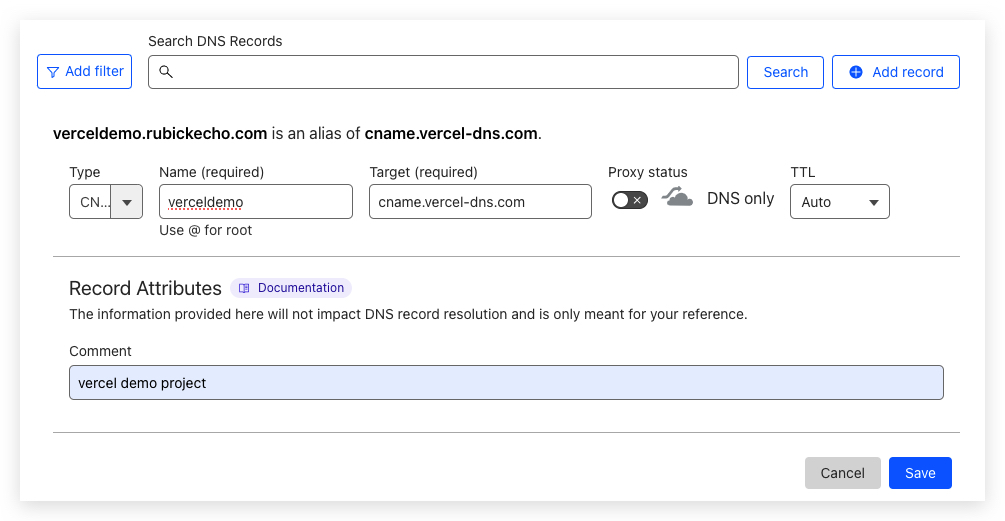 Search DNS Records
Add filter
Search
Add record
verceldemo.rubickecho.com is an alias of cname.vercel-dns.com.
Type Name (required) Target (required) Proxy status TTL
CN... verceldemo cname.vercel-dns.com DNS only Auto
Use @ for root
Record Attributes Documentation
The information provided here will not impact DNS record resolution and is only meant for your reference.
Comment
vercel demo project
Cancel Save